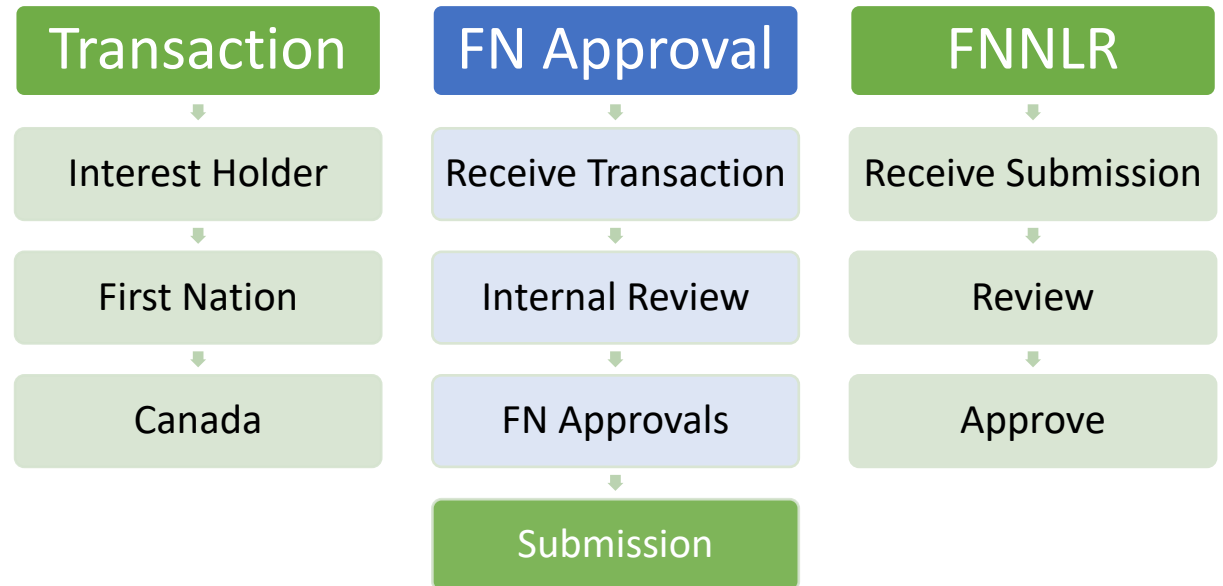 Transaction
Interest Holder
First Nation
Canada
FN Approval
Receive Transaction
Internal Review
FN Approvals
Submission
FNNLR
Receive Submission
Review
Approve